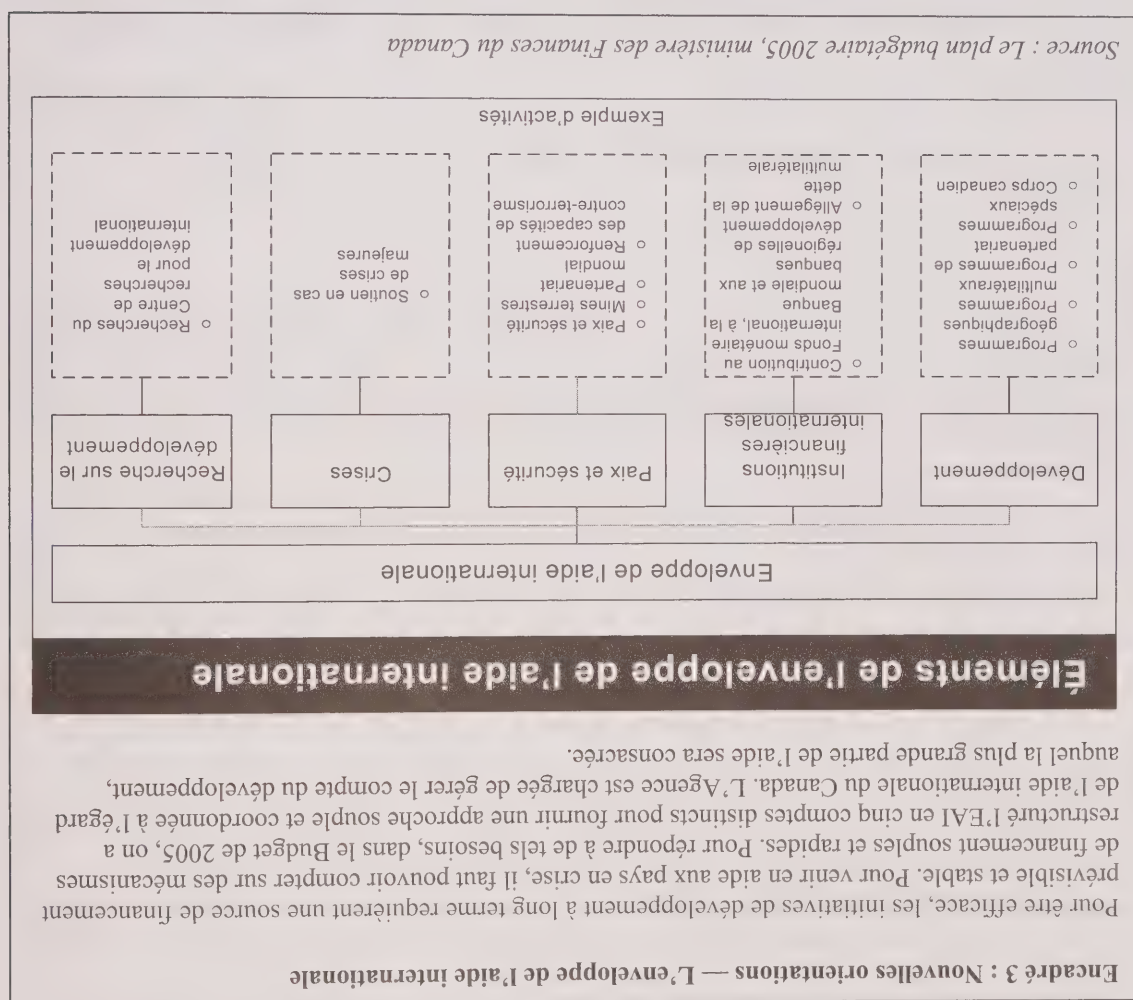 Encadré 3 : Nouvelles orientations — L'enveloppe de l'aide internationale
Pour être efficace, les initiatives de développement à long terme requièrent une source de financement
prévisible et stable. Pour venir en aide aux pays en crise, il faut pouvoir compter sur des mécanismes
de financement souples et rapides. Pour répondre à de tels besoins, dans le Budget de 2005, on a
restructuré l'EAI en cinq comptes distincts pour fournir une approche souple et coordonnée à l'égard
de l'aide internationale du Canada. L'Agence est chargée de gérer le compte du développement,
auquel la plus grande partie de l'aide sera consacrée.
Éléments de l'enveloppe de l'aide internationale
Enveloppe de l'aide internationale
Développement
Institutions
financières
internationales
Paix et sécurité
Crises
Recherche sur le
développement
○ Programmes
géographiques
○ Programmes
multilatéraux
○ Programmes de
partenariat
○ Programmes
spéciaux
○ Corps canadien
○ Contribution au
Fonds monétaire
international, à la
Banque
mondiale et aux
banques
régionales de
développement
○ Allégement de la
dette
multilatérale
○ Paix et sécurité
○ Mines terrestres
○ Partenariat
mondial
○ Renforcement
des capacités de
contre-terrorisme
○ Soutien en cas
de crises
majeures
○ Recherches du
Centre de
recherches
pour le
développement
international
Exemple d'activités
Source : Le plan budgétaire 2005, ministère des Finances du Canada